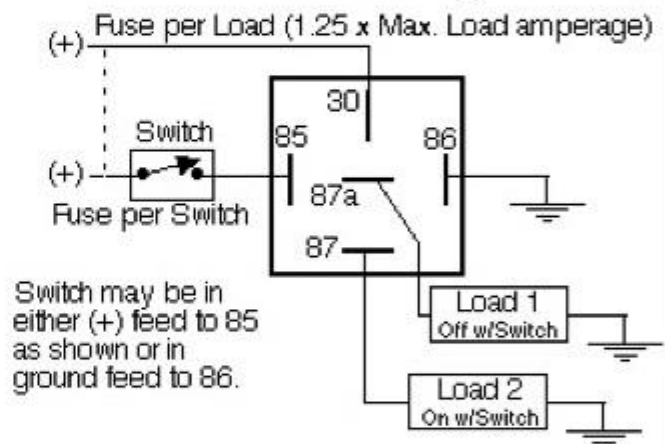 Fuse per Load (1.25 x Max. Load amperage)
(+)
30
Switch
85
86
(+)
87a
Fuse per Switch
87
Switch may be in
either (+) feed to 85
as shown or in
ground feed to 86.
Load 1
Off w/Switch
Load 2
On w/Switch